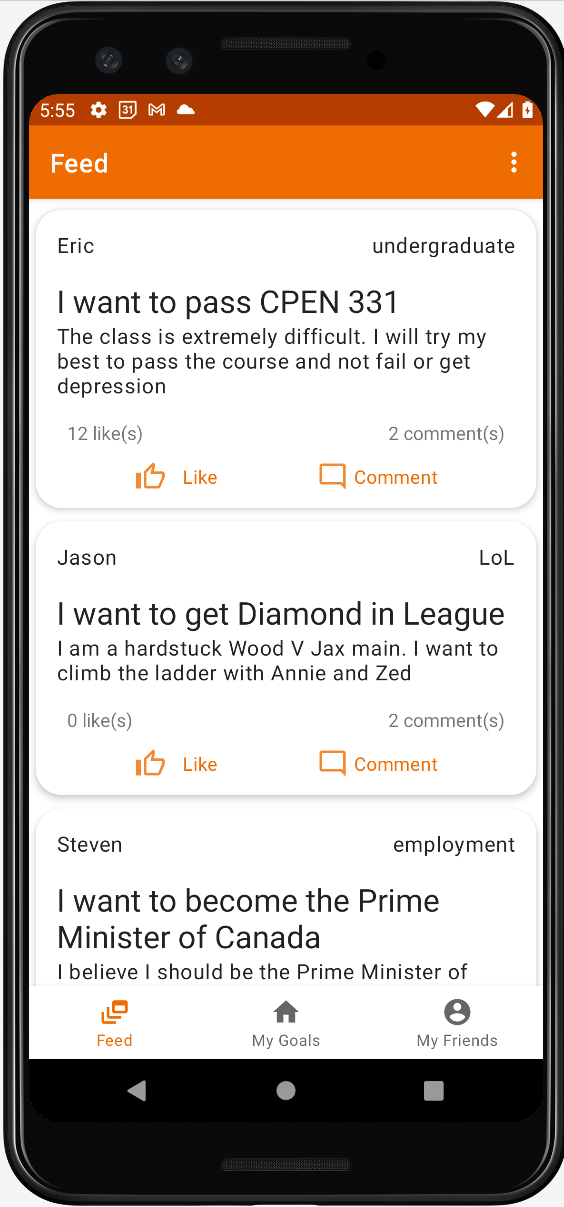 5:55 31
Feed
Eric undergraduate
I want to pass CPEN 331
The class is extremely difficult. I will try my
best to pass the course and not fail or get
depression
12 like(s) 2 comment(s)
Like Comment
Jason LoL
I want to get Diamond in League
I am a hardstuck Wood V Jax main. I want to
climb the ladder with Annie and Zed
0 like(s) 2 comment(s)
Like Comment
Steven employment
I want to become the Prime
Minister of Canada
I believe I should be the Prime Minister of
Feed My Goals My Friends